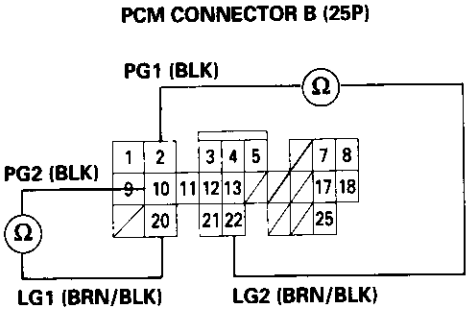 PCM CONNECTOR B (25P)
PG1 (BLK)
Ω
1 2 3 4 5 7 8
PG2 (BLK)
9 10 11 12 13 17 18
Ω
20 21 22 25
LG1 (BRN/BLK) LG2 (BRN/BLK)